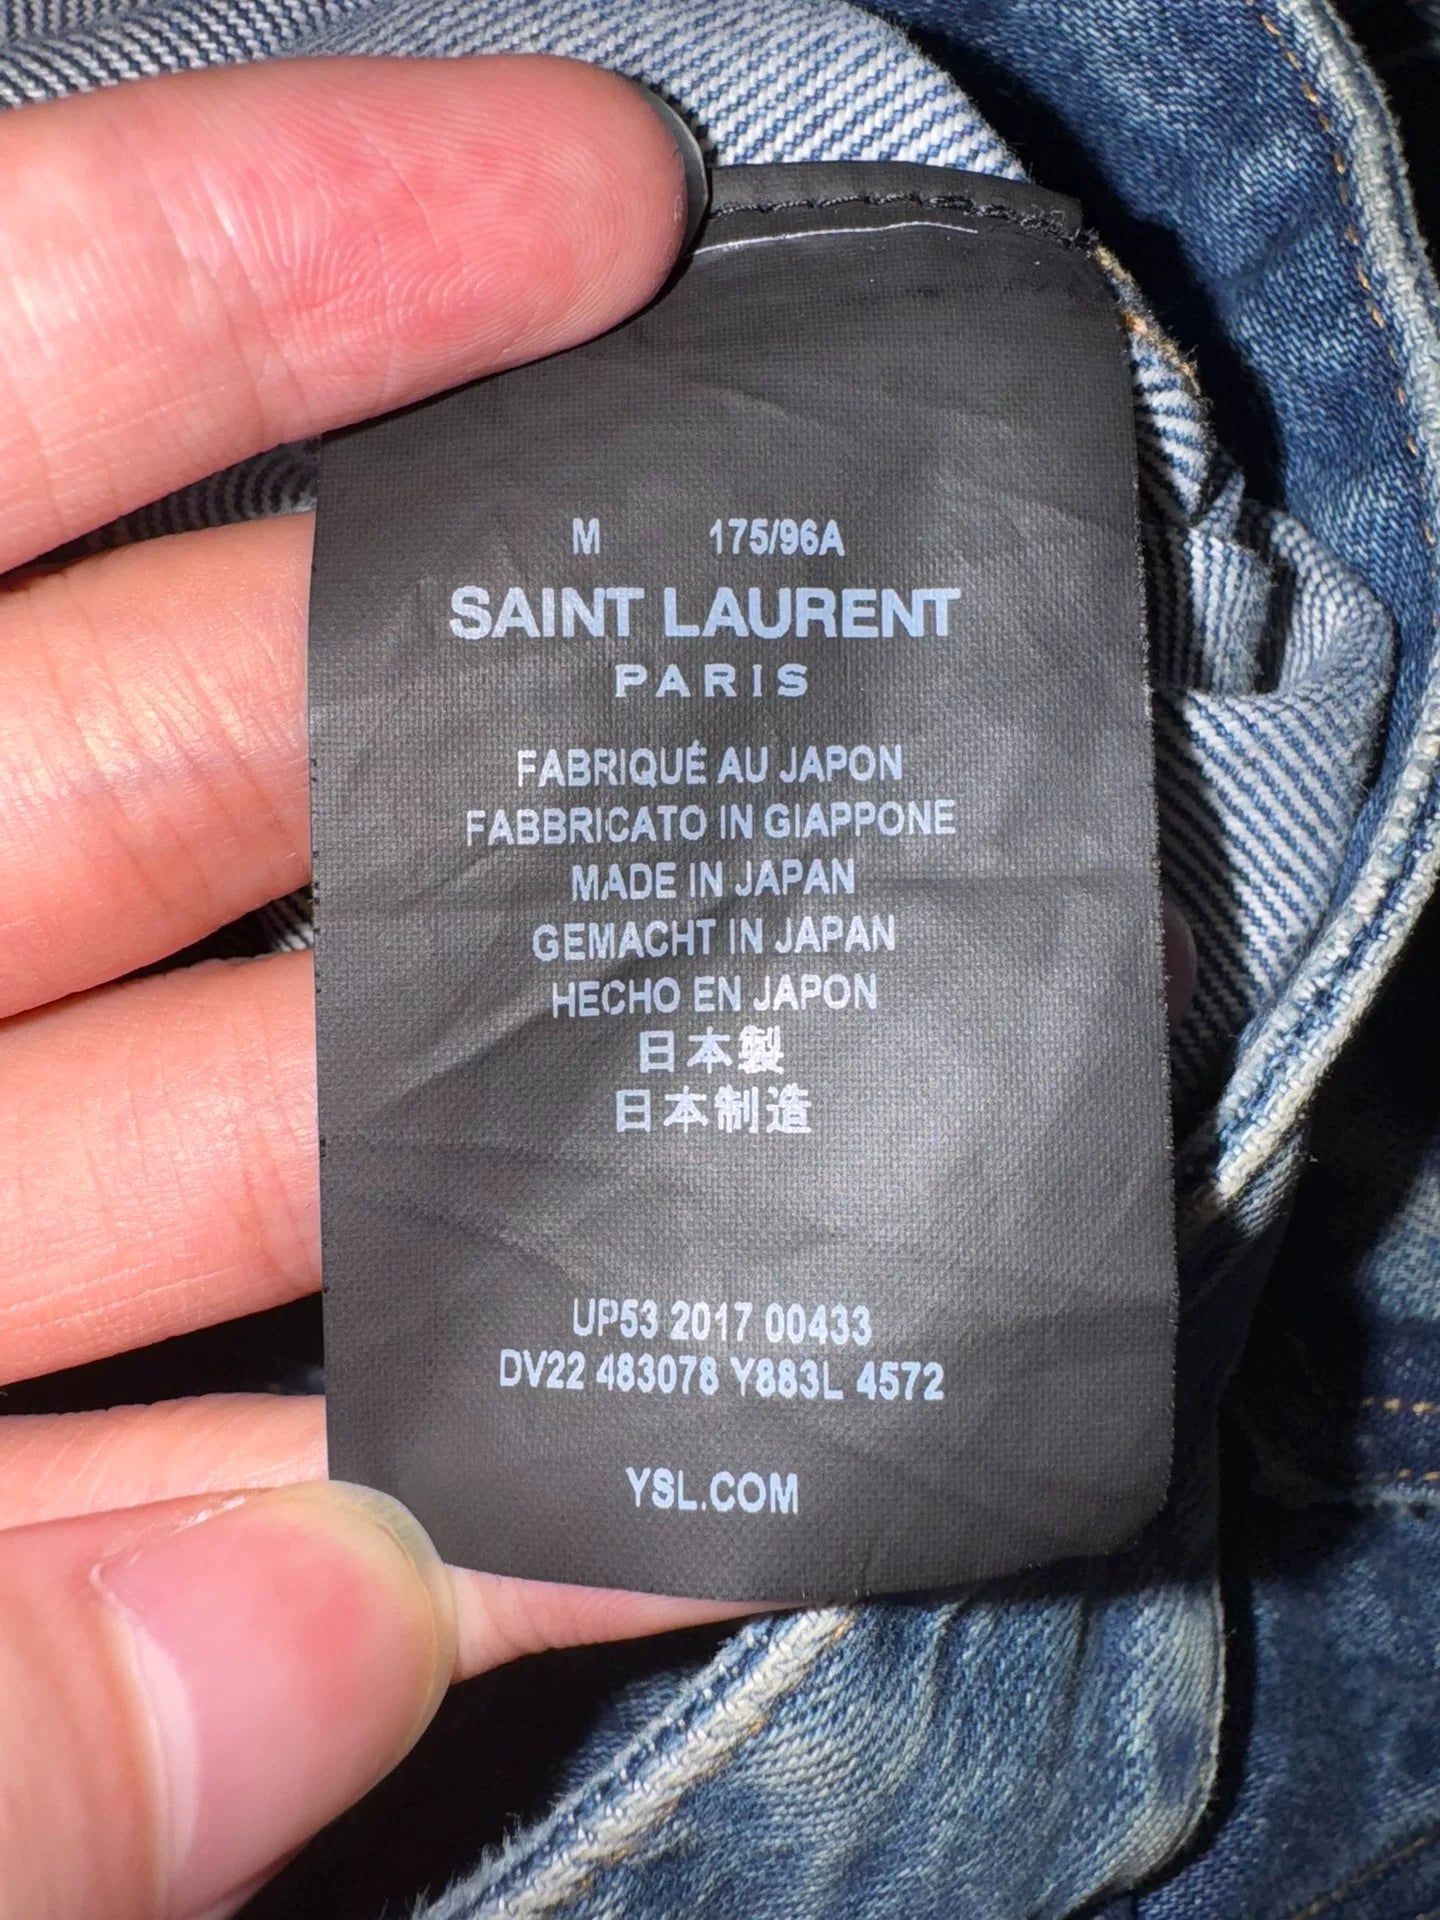 M 175/96A
SAINT LAURENT
PARIS
FABRIQUÉ AU JAPON
FABBRICATO IN GIAPPONE
MADE IN JAPAN
GEMACHT IN JAPAN
HECHO EN JAPON
日本製
日本制造
UP53 2017 00433
DV22 483078 Y883L 4572
YSL.COM